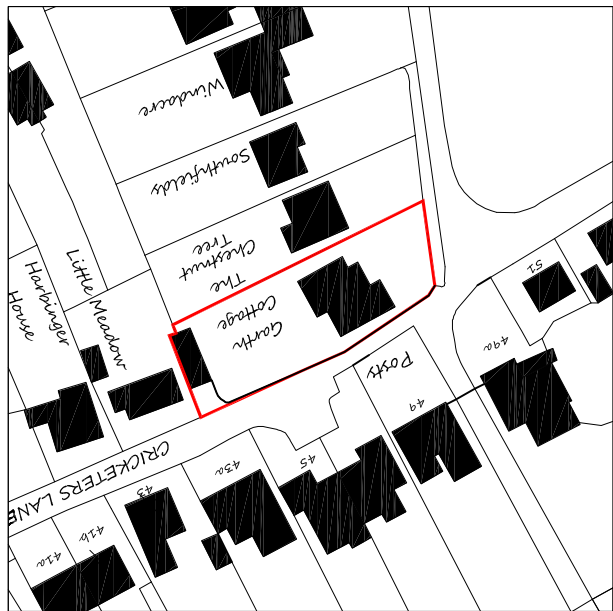 Windacre
Southfields
The
Chestnut
Tree
Garth
Cottage
Little Meadow
Harbinger
House
Posts
51
49a
49
45
43a
43
41b
41a
CRICKETERS LANE